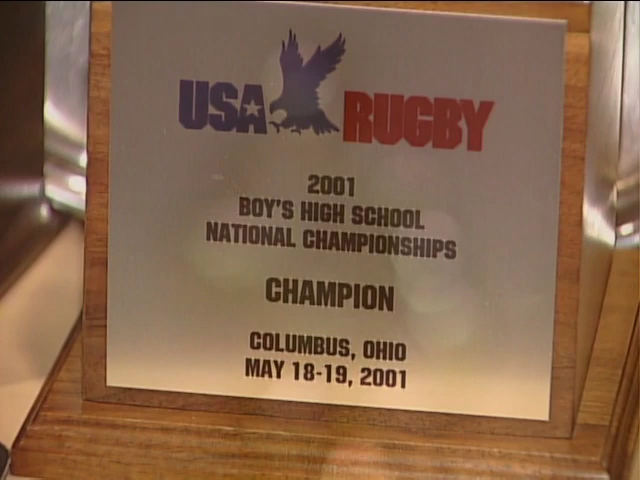 USA RUGBY
2001
BOY'S HIGH SCHOOL
NATIONAL CHAMPIONSHIPS
CHAMPION
COLUMBUS, OHIO
MAY 18-19, 2001